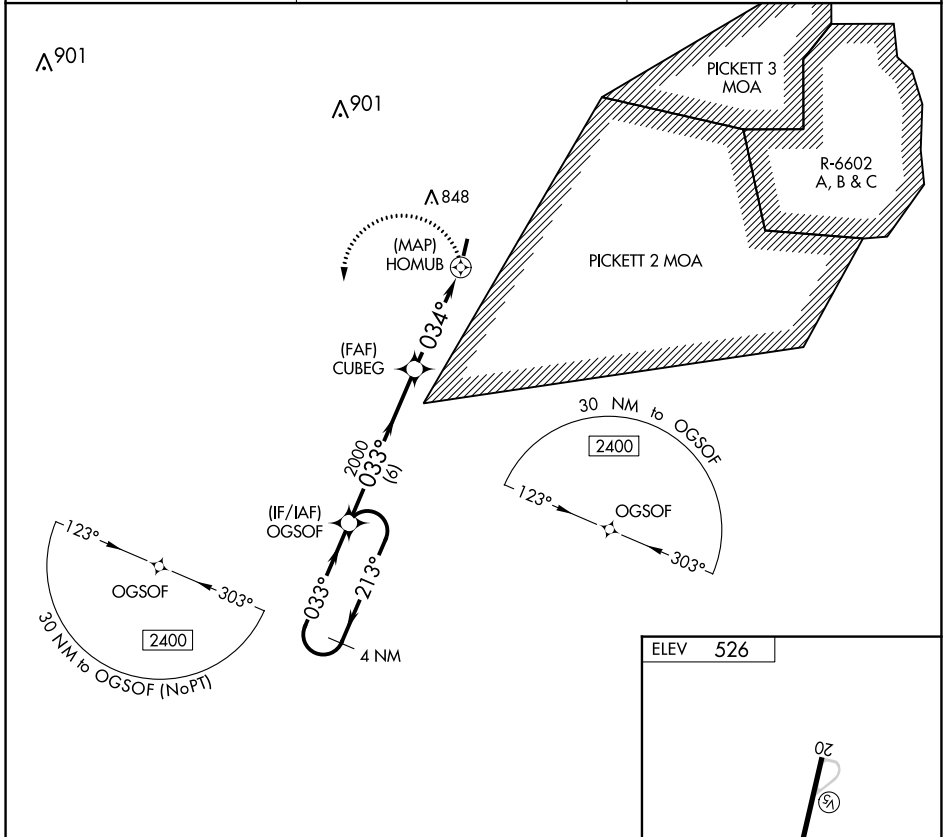 901
901
PICKETT 3
MOA
R-6602
A, B & C
848
(MAP)
HOMUB
PICKETT 2 MOA
034°
(FAF)
CUBEG
2000
033°
(6)
30 NM to OGSOF
2400
123°
OGSOF
303°
(IF/IAF)
OGSOF
123°
OGSOF
303°
2400
30 NM to OGSOF (NoPT)
033°
213°
4 NM
ELEV 526
20
V5